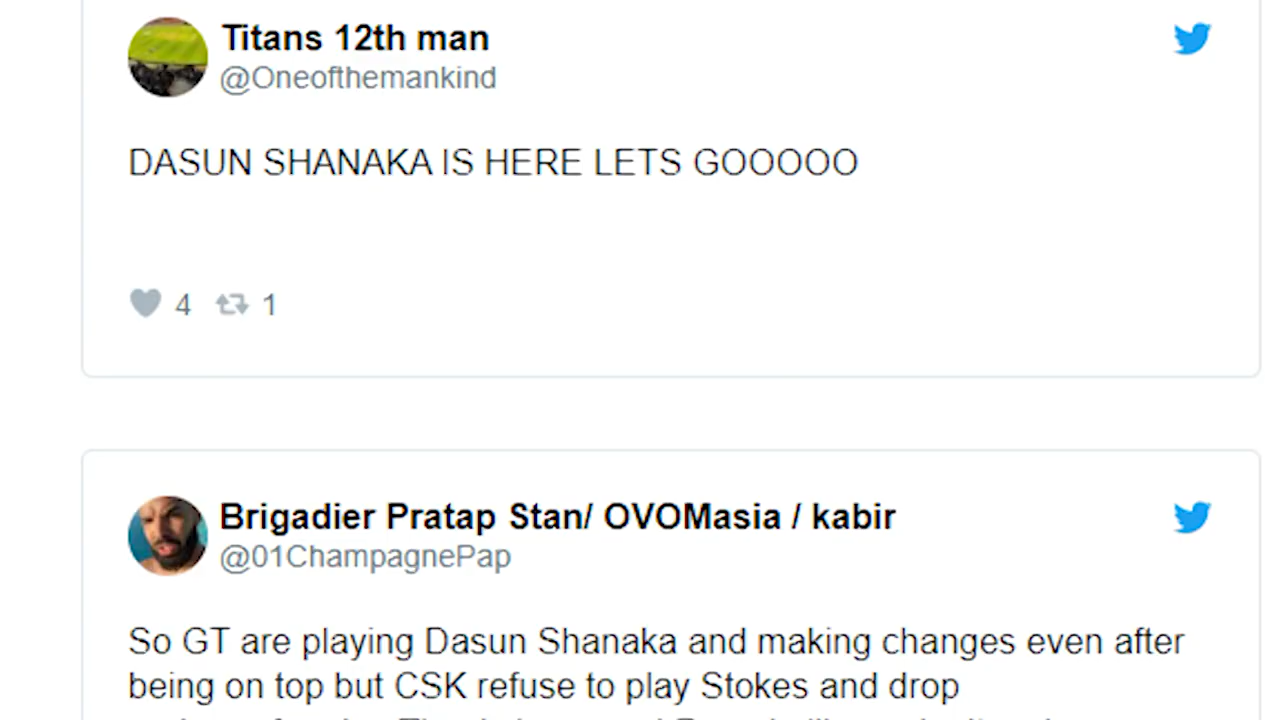 Titans 12th man
@Oneofthemankind
DASUN SHANAKA IS HERE LETS GOOOOO
4 1
Brigadier Pratap Stan/ OVOMasia / kabir
@01ChampagnePap
So GT are playing Dasun Shanaka and making changes even after
being on top but CSK refuse to play Stokes and drop